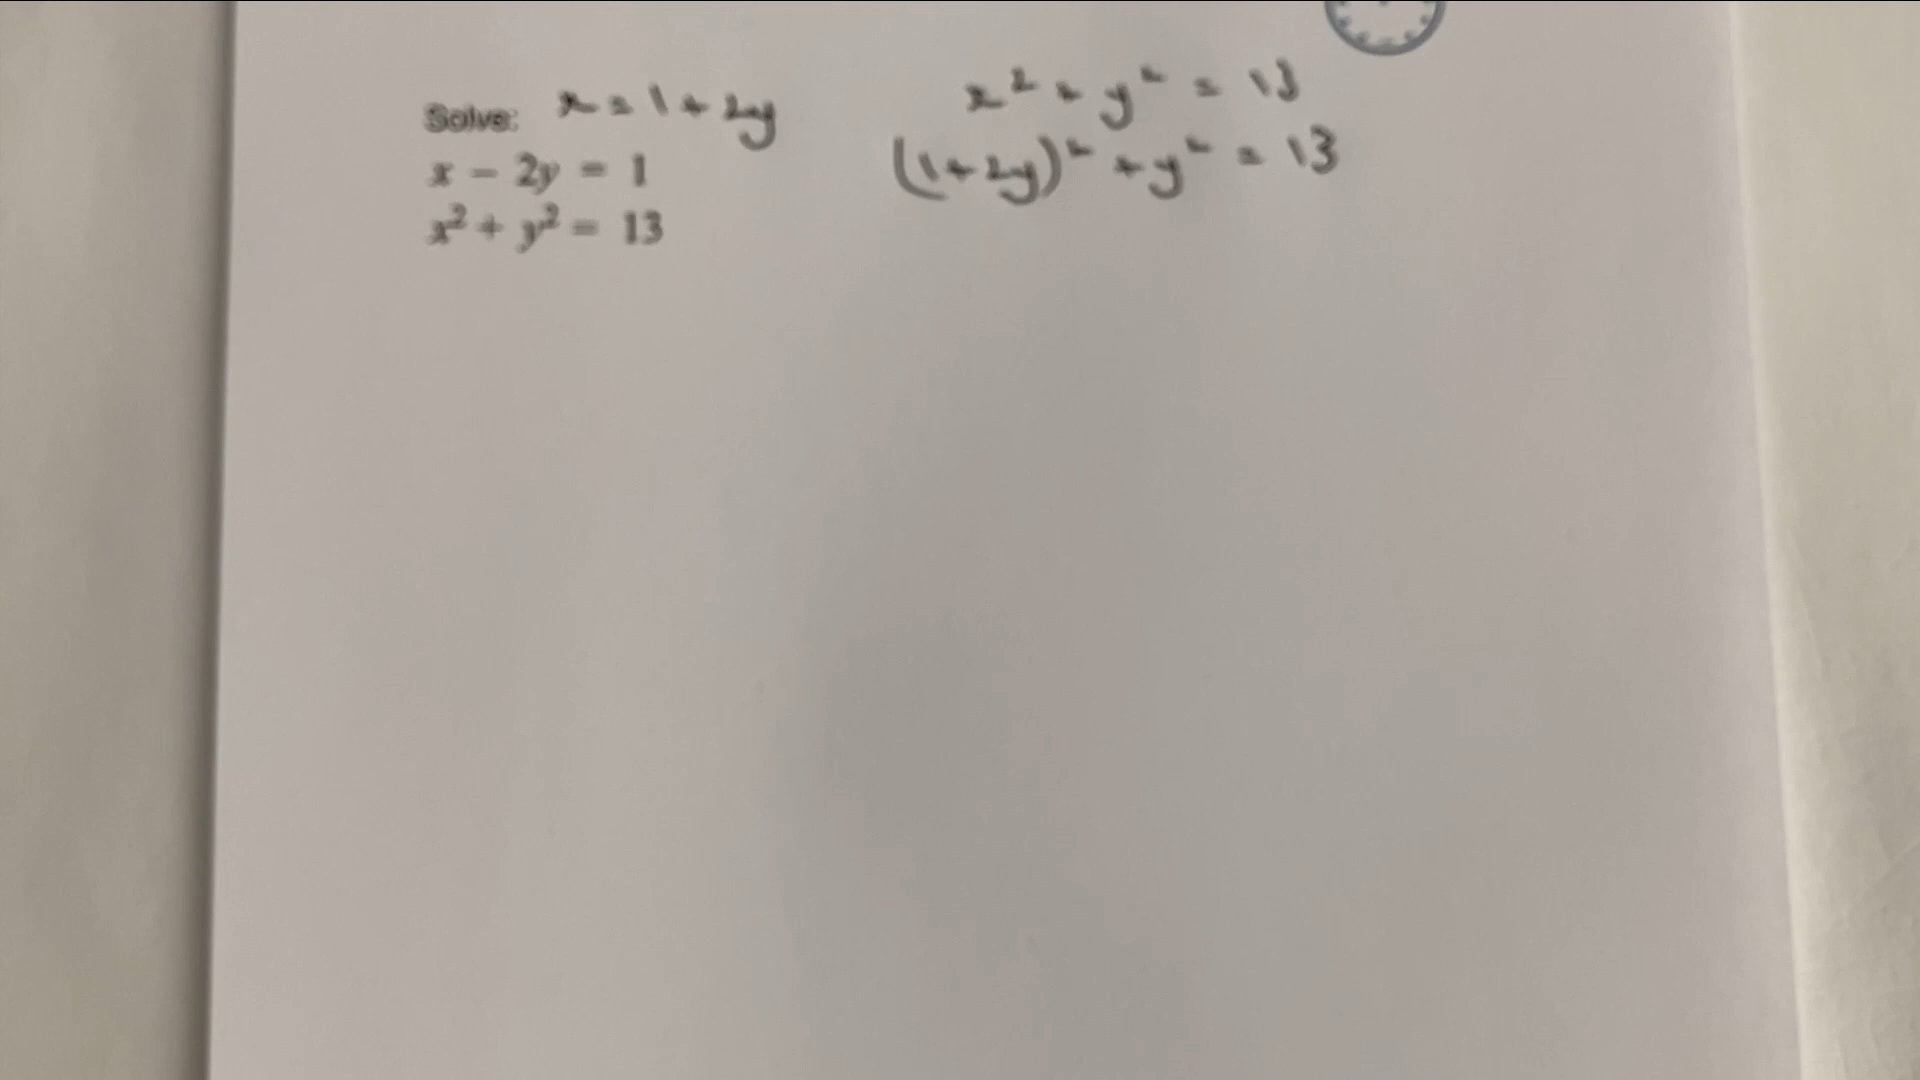 Solve: x = 1 + 2y
x − 2y = 1
x² + y² = 13
x² + y² = 13
(1+2y)² + y² = 13